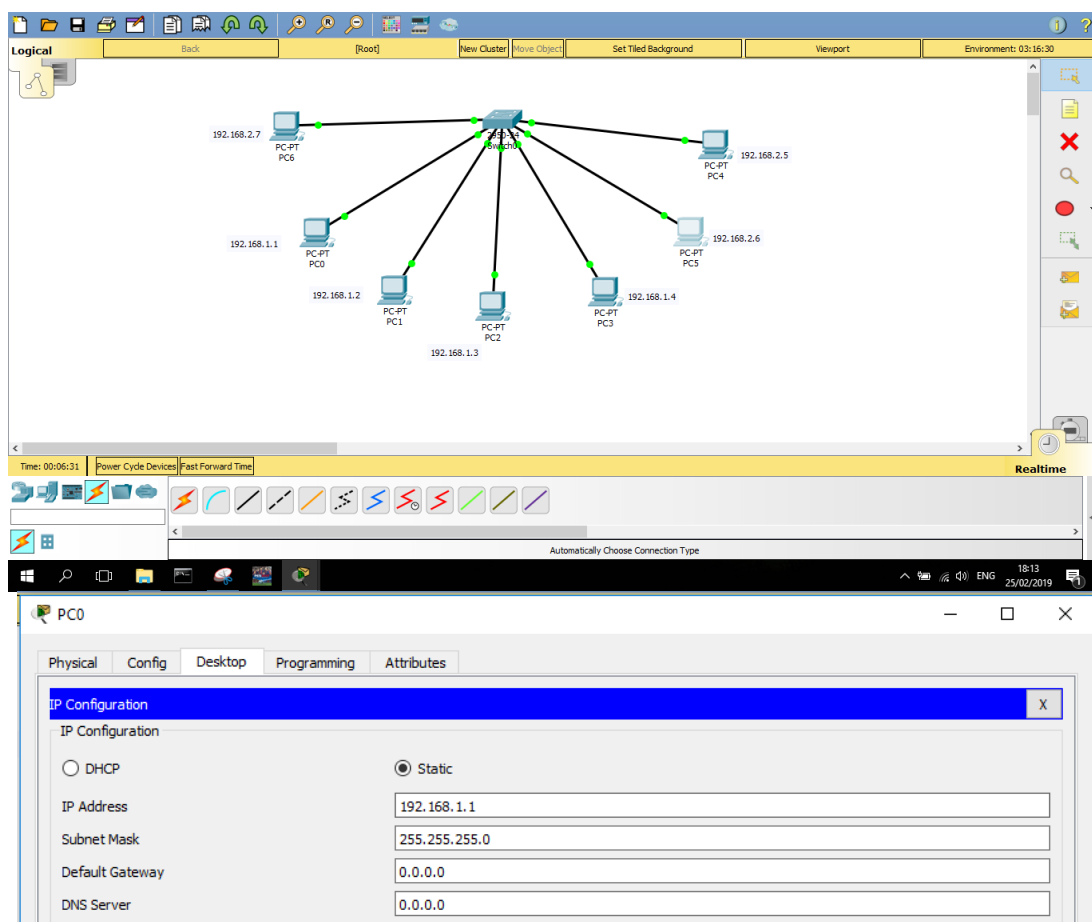 Logical Back [Root] New Cluster Move Object Set Tiled Background Viewport Environment: 03:16:30
192.168.2.7
PC-PT
PC6
2950-24
Switch0
PC-PT
PC4
192.168.2.5
192.168.1.1
PC-PT
PC0
192.168.2.6
PC-PT
PC5
192.168.1.2
PC-PT
PC1
PC-PT
PC2
192.168.1.3
192.168.1.4
PC-PT
PC3
Time: 00:06:31 Power Cycle Devices Fast Forward Time Realtime
Automatically Choose Connection Type
ENG 18:13
25/02/2019
PC0
Physical Config Desktop Programming Attributes
IP Configuration X
IP Configuration
DHCP Static
IP Address 192.168.1.1
Subnet Mask 255.255.255.0
Default Gateway 0.0.0.0
DNS Server 0.0.0.0